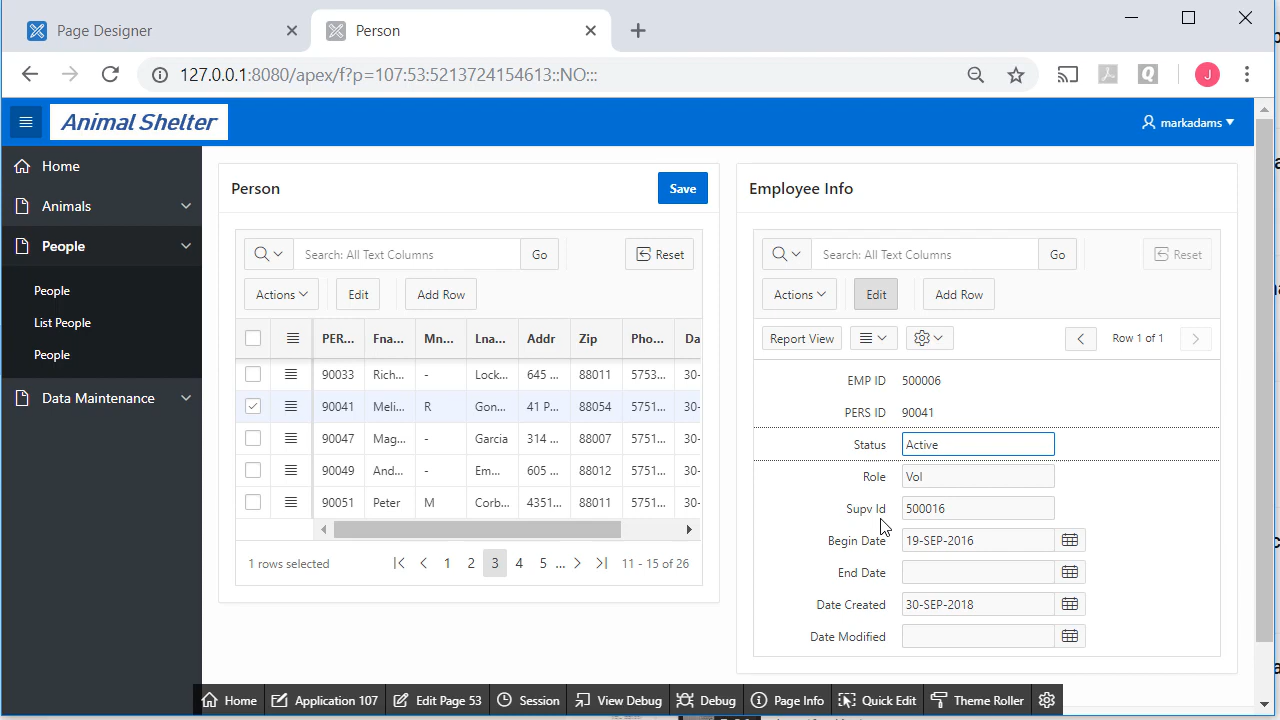 Page Designer
Person
127.0.0.1:8080/apex/f?p=107:53:5213724154613::NO:::
J
Animal Shelter
markadams
Home
Animals
People
People
List People
People
Data Maintenance
Person
Save
Search: All Text Columns
Go
Reset
Actions
Edit
Add Row
PER... Fna... Mn... Lna... Addr Zip Pho... Da
90033 Rich... - Lock... 645 ... 88011 5753... 30-
90041 Meli... R Gon... 41 P... 88054 5751... 30-
90047 Mag... - Garcia 314 ... 88007 5751... 30-
90049 And... - Em... 605 ... 88012 5751... 30-
90051 Peter M Corb... 4351... 88011 5751... 30-
1 rows selected
1 2 3 4 5 ...
11 - 15 of 26
Employee Info
Search: All Text Columns
Go
Reset
Actions
Edit
Add Row
Report View
Row 1 of 1
EMP ID 500006
PERS ID 90041
Status Active
Role Vol
Supv Id 500016
Begin Date 19-SEP-2016
End Date
Date Created 30-SEP-2018
Date Modified
Home
Application 107
Edit Page 53
Session
View Debug
Debug
Page Info
Quick Edit
Theme Roller